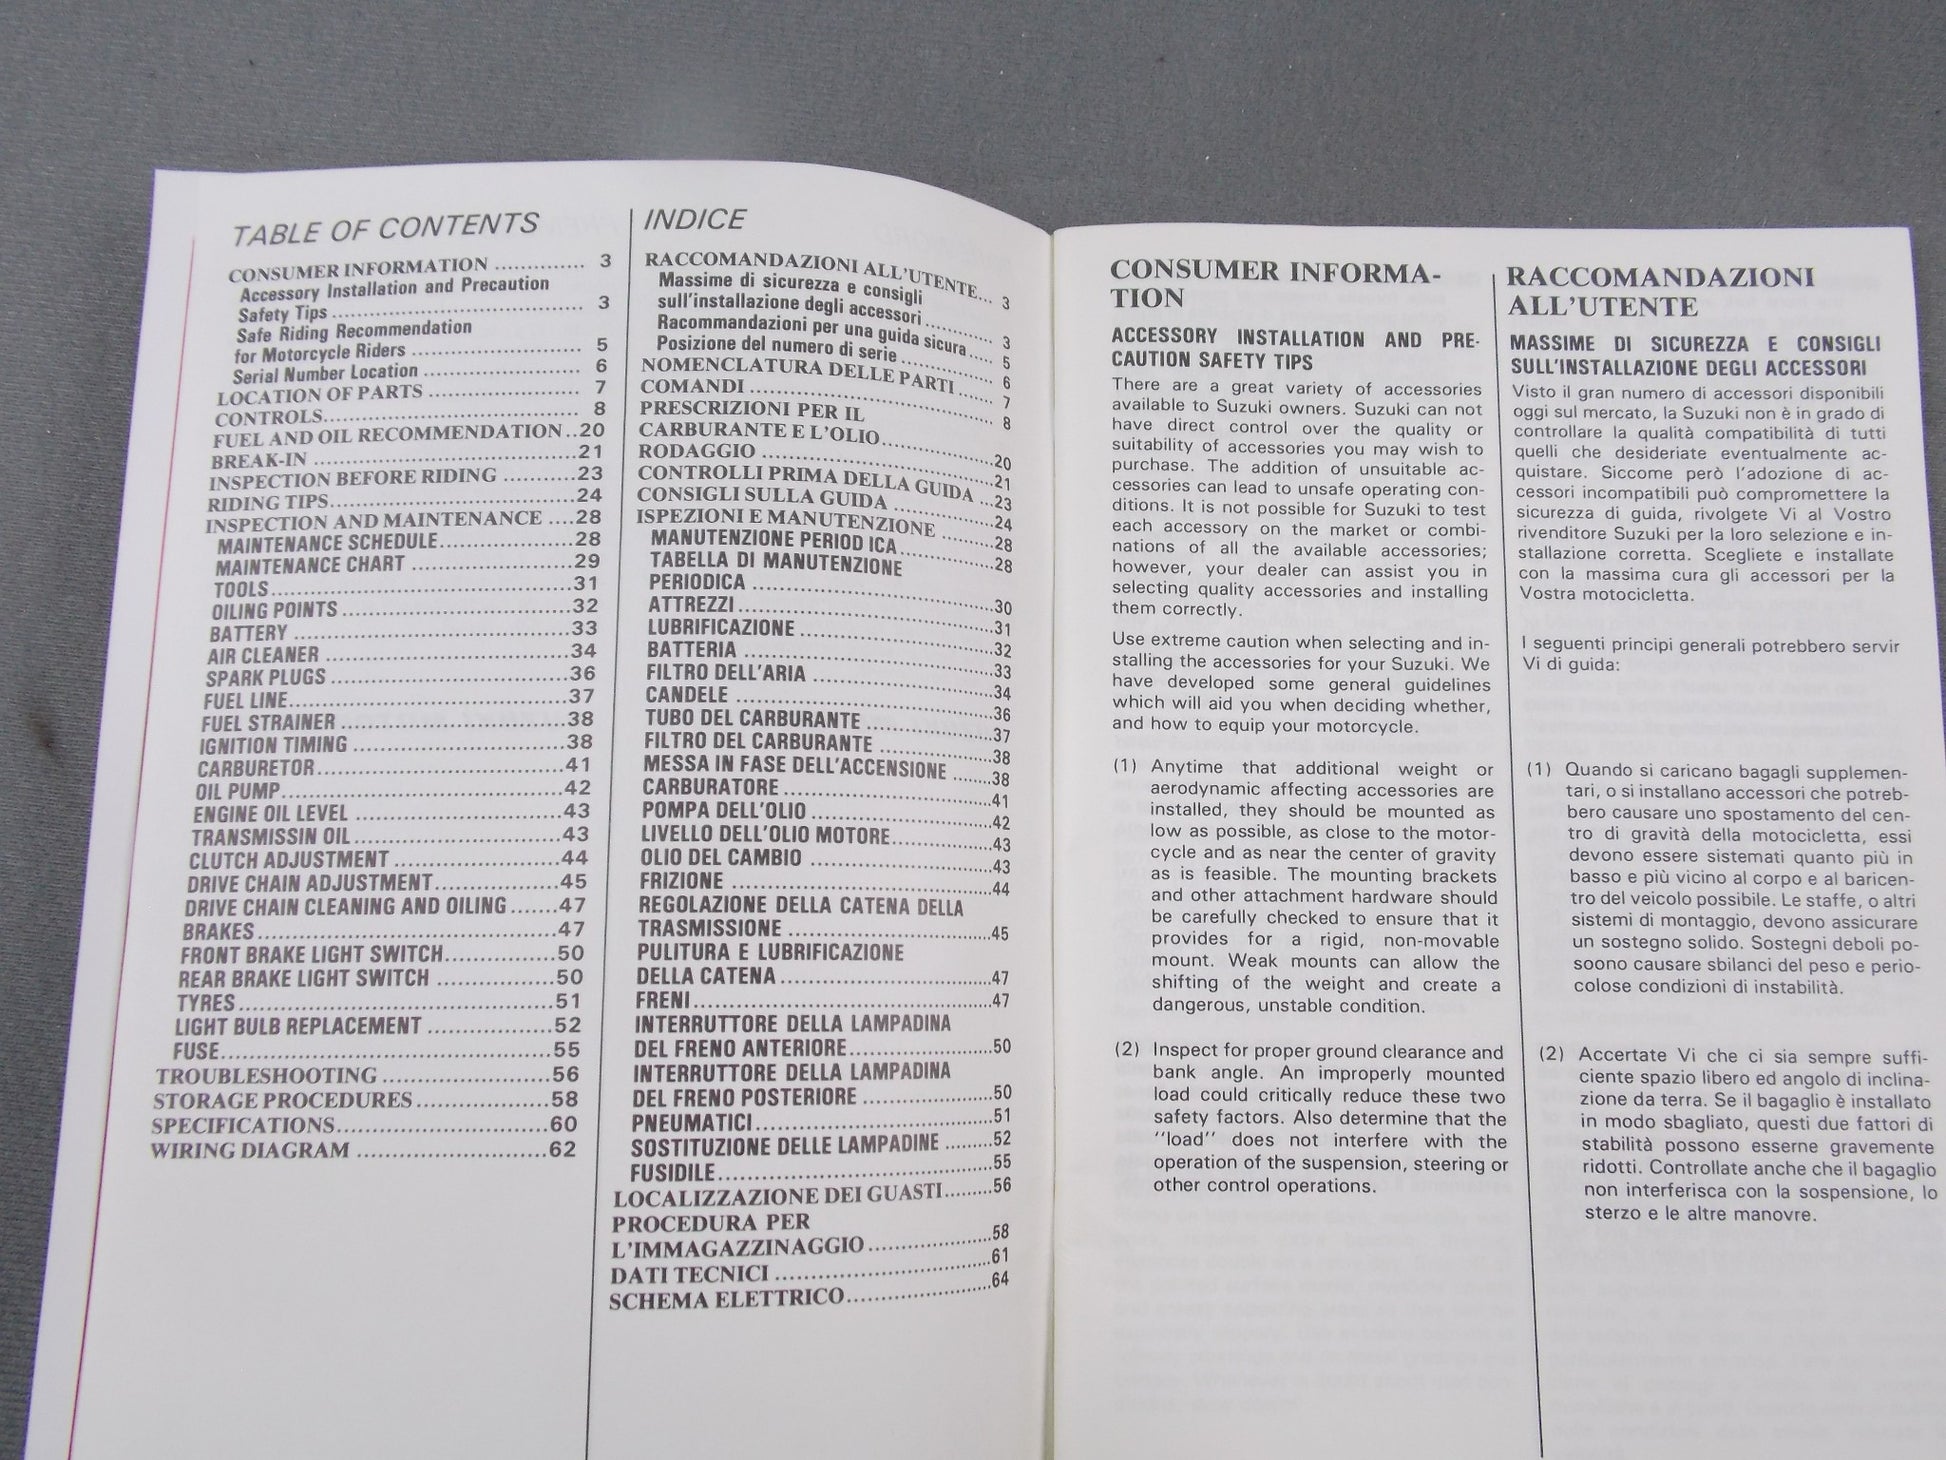 TABLE OF CONTENTS
CONSUMER INFORMATION .............. 3
Accessory Installation and Precaution
Safety Tips ........................................ 3
Safe Riding Recommendation
for Motorcycle Riders ........................... 5
Serial Number Location ......................... 6
LOCATION OF PARTS ....................... 7
CONTROLS........................................... 8
FUEL AND OIL RECOMMENDATION ..20
BREAK-IN ........................................21
INSPECTION BEFORE RIDING ...........23
RIDING TIPS.....................................24
INSPECTION AND MAINTENANCE ....28
MAINTENANCE SCHEDULE....................28
MAINTENANCE CHART ........................29
TOOLS..............................................31
OILING POINTS ..................................32
BATTERY ..........................................33
AIR CLEANER ....................................34
SPARK PLUGS ...................................36
FUEL LINE.........................................37
FUEL STRAINER .................................38
IGNITION TIMING ...............................38
CARBURETOR....................................41
OIL PUMP.........................................42
ENGINE OIL LEVEL .............................43
TRANSMISSIN OIL..............................43
CLUTCH ADJUSTMENT ........................44
DRIVE CHAIN ADJUSTMENT..................45
DRIVE CHAIN CLEANING AND OILING.......47
BRAKES............................................47
FRONT BRAKE LIGHT SWITCH................50
REAR BRAKE LIGHT SWITCH .................50
TYRES..............................................51
LIGHT BULB REPLACEMENT ..................52
FUSE................................................55
TROUBLESHOOTING .........................56
STORAGE PROCEDURES....................58
SPECIFICATIONS...............................60
WIRING DIAGRAM ...........................62
INDICE
RACCOMANDAZIONI ALL'UTENTE... 3
Massime di sicurezza e consigli
sull'installazione degli accessori........... 3
Racommandazioni per una guida sicura..... 5
Posizione del numero di serie .............. 6
NOMENCLATURA DELLE PARTI ...... 7
COMANDI .................................... 8
PRESCRIZIONI PER IL
CARBURANTE E L'OLIO.................20
RODAGGIO ..................................21
CONTROLLI PRIMA DELLA GUIDA ..23
CONSIGLI SULLA GUIDA ...............24
ISPEZIONI E MANUTENZIONE ........28
MANUTENZIONE PERIOD ICA..............28
TABELLA DI MANUTENZIONE
PERIODICA ...................................30
ATTREZZI.....................................31
LUBRIFICAZIONE ............................32
BATTERIA .....................................33
FILTRO DELL'ARIA ..........................34
CANDELE ......................................36
TUBO DEL CARBURANTE ..................37
FILTRO DEL CARBURANTE ................38
MESSA IN FASE DELL'ACCENSIONE .......38
CARBURATORE...............................41
POMPA DELL'OLIO ..........................42
LIVELLO DELL'OLIO MOTORE..............43
OLIO DEL CAMBIO ..........................43
FRIZIONE ......................................44
REGOLAZIONE DELLA CATENA DELLA
TRASMISSIONE ..............................45
PULITURA E LUBRIFICAZIONE
DELLA CATENA ..............................47
FRENI...........................................47
INTERRUTTORE DELLA LAMPADINA
DEL FRENO ANTERIORE.....................50
INTERRUTTORE DELLA LAMPADINA
DEL FRENO POSTERIORE ...................50
PNEUMATICI..................................51
SOSTITUZIONE DELLE LAMPADINE .......52
FUSIDILE.......................................55
LOCALIZZAZIONE DEI GUASTI.........56
PROCEDURA PER
L'IMMAGAZZINAGGIO ..................58
DATI TECNICI ..............................61
SCHEMA ELETTRICO.....................64
CONSUMER INFORMA-
TION
ACCESSORY INSTALLATION AND PRE-
CAUTION SAFETY TIPS
There are a great variety of accessories
available to Suzuki owners. Suzuki can not
have direct control over the quality or
suitability of accessories you may wish to
purchase. The addition of unsuitable ac-
cessories can lead to unsafe operating con-
ditions. It is not possible for Suzuki to test
each accessory on the market or combi-
nations of all the available accessories;
however, your dealer can assist you in
selecting quality accessories and installing
them correctly.
Use extreme caution when selecting and in-
stalling the accessories for your Suzuki. We
have developed some general guidelines
which will aid you when deciding whether,
and how to equip your motorcycle.
(1) Anytime that additional weight or
aerodynamic affecting accessories are
installed, they should be mounted as
low as possible, as close to the motor-
cycle and as near the center of gravity
as is feasible. The mounting brackets
and other attachment hardware should
be carefully checked to ensure that it
provides for a rigid, non-movable
mount. Weak mounts can allow the
shifting of the weight and create a
dangerous, unstable condition.
(2) Inspect for proper ground clearance and
bank angle. An improperly mounted
load could critically reduce these two
safety factors. Also determine that the
''load'' does not interfere with the
operation of the suspension, steering or
other control operations.
RACCOMANDAZIONI
ALL'UTENTE
MASSIME DI SICUREZZA E CONSIGLI
SULL'INSTALLAZIONE DEGLI ACCESSORI
Visto il gran numero di accessori disponibili
oggi sul mercato, la Suzuki non è in grado di
controllare la qualità compatibilità di tutti
quelli che desideriate eventualmente ac-
quistare. Siccome però l'adozione di ac-
cessori incompatibili può compromettere la
sicurezza di guida, rivolgete Vi al Vostro
rivenditore Suzuki per la loro selezione e in-
stallazione corretta. Scegliete e installate
con la massima cura gli accessori per la
Vostra motocicletta.
I seguenti principi generali potrebbero servir
Vi di guida:
(1) Quando si caricano bagagli supplemen-
tari, o si installano accessori che potreb-
bero causare uno spostamento del cen-
tro di gravità della motocicletta, essi
devono essere sistemati quanto più in
basso e più vicino al corpo e al baricen-
tro del veicolo possibile. Le staffe, o altri
sistemi di montaggio, devono assicurare
un sostegno solido. Sostegni deboli po-
soono causare sbilanci del peso e perio-
colose condizioni di instabilità.
(2) Accertate Vi che ci sia sempre suffi-
ciente spazio libero ed angolo di inclina-
zione da terra. Se il bagaglio è installato
in modo sbagliato, questi due fattori di
stabilità possono esserne gravemente
ridotti. Controllate anche che il bagaglio
non interferisca con la sospensione, lo
sterzo e le altre manovre.